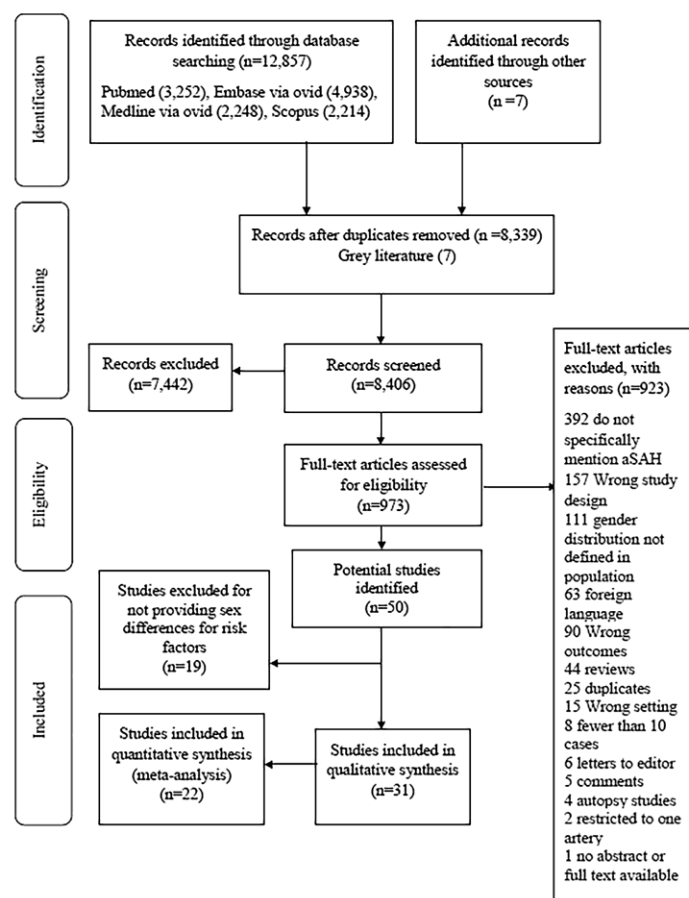 Identification
Records identified through database
searching (n=12,857)
Pubmed (3,252), Embase via ovid (4,938),
Medline via ovid (2,248), Scopus (2,214)
Additional records
identified through other
sources
(n =7)
Screening
Records after duplicates removed (n =8,339)
Grey literature (7)
Records excluded
(n=7,442)
Records screened
(n=8,406)
Eligibility
Full-text articles assessed
for eligibility
(n=973)
Full-text articles
excluded, with
reasons (n=923)
392 do not
specifically
mention aSAH
157 Wrong study
design
111 gender
distribution not
defined in
population
63 foreign
language
90 Wrong
outcomes
44 reviews
25 duplicates
15 Wrong setting
8 fewer than 10
cases
6 letters to editor
5 comments
4 autopsy studies
2 restricted to one
artery
1 no abstract or
full text available
Potential studies
identified
(n=50)
Included
Studies excluded for
not providing sex
differences for risk
factors
(n=19)
Studies included in
quantitative synthesis
(meta-analysis)
(n=22)
Studies included in
qualitative synthesis
(n=31)